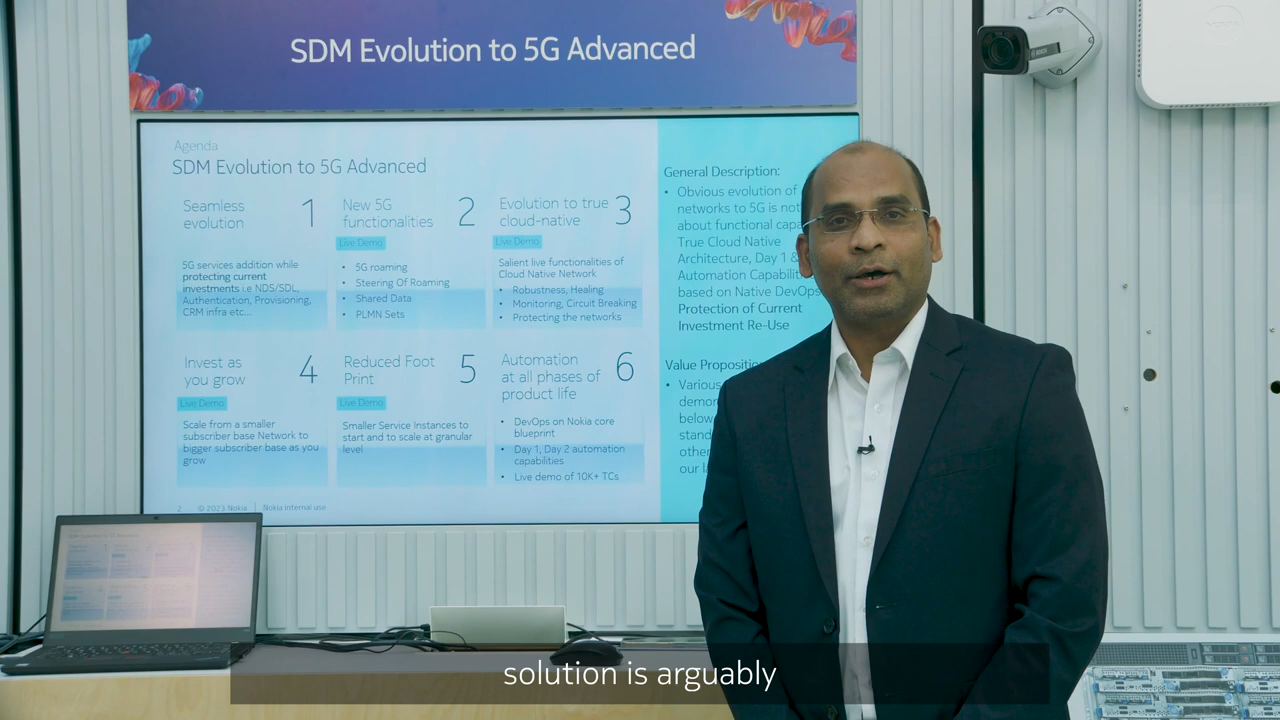 SDM Evolution to 5G Advanced
Agenda
SDM Evolution to 5G Advanced
Seamless
evolution
1
5G services addition while
protecting current
investments i.e NDS/SDL,
Authentication, Provisioning,
CRM infra etc...
New 5G
functionalities
2
Live Demo
• 5G roaming
• Steering Of Roaming
• Shared Data
• PLMN Sets
Evolution to true
cloud-native
3
Live Demo
Salient live functionalities of
Cloud Native Network
• Robustness, Healing
• Monitoring, Circuit Breaking
• Protecting the networks
Invest as
you grow
4
Live Demo
Scale from a smaller
subscriber base Network to
bigger subscriber base as you
grow
Reduced Foot
Print
5
Live Demo
Smaller Service Instances to
start and to scale at granular
level
Automation
at all phases of
product life
6
• DevOps on Nokia core
blueprint
• Day 1, Day 2 automation
capabilities
• Live demo of 10K+ TCs
2 © 2023 Nokia | Nokia internal use
General Description:
• Obvious evolution of
networks to 5G is not
about functional
True Cloud Native
Architecture, Day 1 &
Automation
based on Native DevOps
Protection of Current
Investment Re-Use
Value
• Various
below
our
BOSCH
solution is arguably